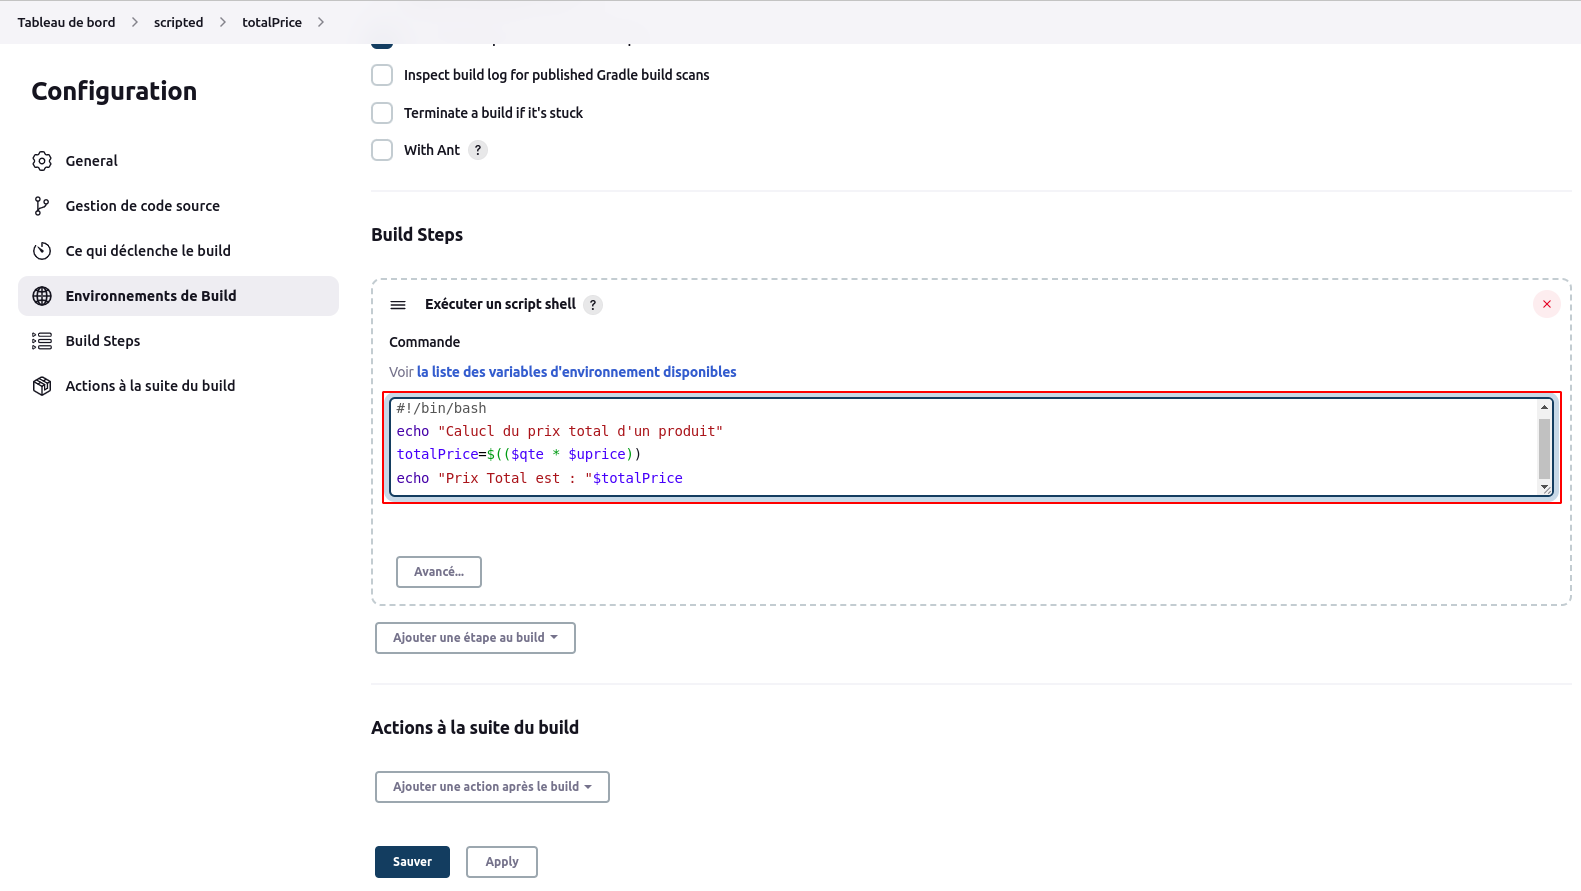 Tableau de bord > scripted > totalPrice >
Configuration
General
Gestion de code source
Ce qui déclenche le build
Environnements de Build
Build Steps
Actions à la suite du build
Inspect build log for published Gradle build scans
Terminate a build if it's stuck
With Ant ?
Build Steps
Exécuter un script shell ?
Commande
Voir la liste des variables d'environnement disponibles
#!/bin/bash
echo "Calucl du prix total d'un produit"
totalPrice=$(($qte * $uprice))
echo "Prix Total est : "$totalPrice
Avancé...
Ajouter une étape au build
Actions à la suite du build
Ajouter une action après le build
Sauver
Apply